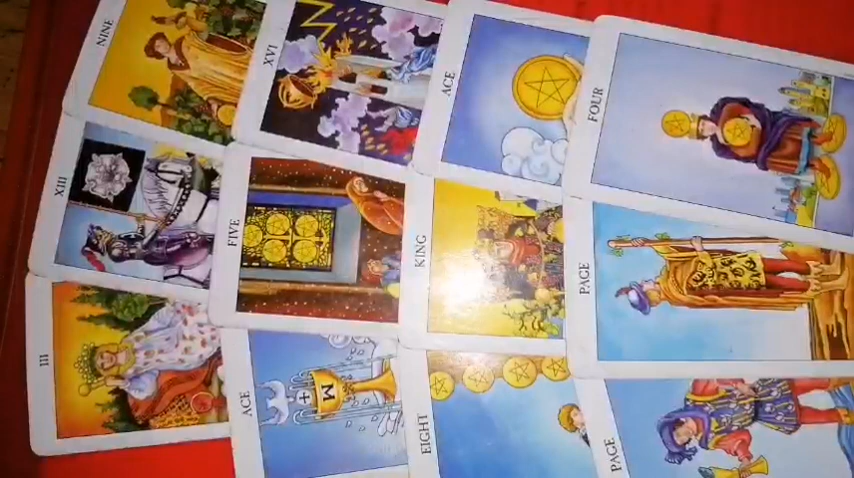 NINE
XVI
ACE
FOUR
XIII
FIVE
KING
PAGE
III
ACE
EIGHT
PAGE
M